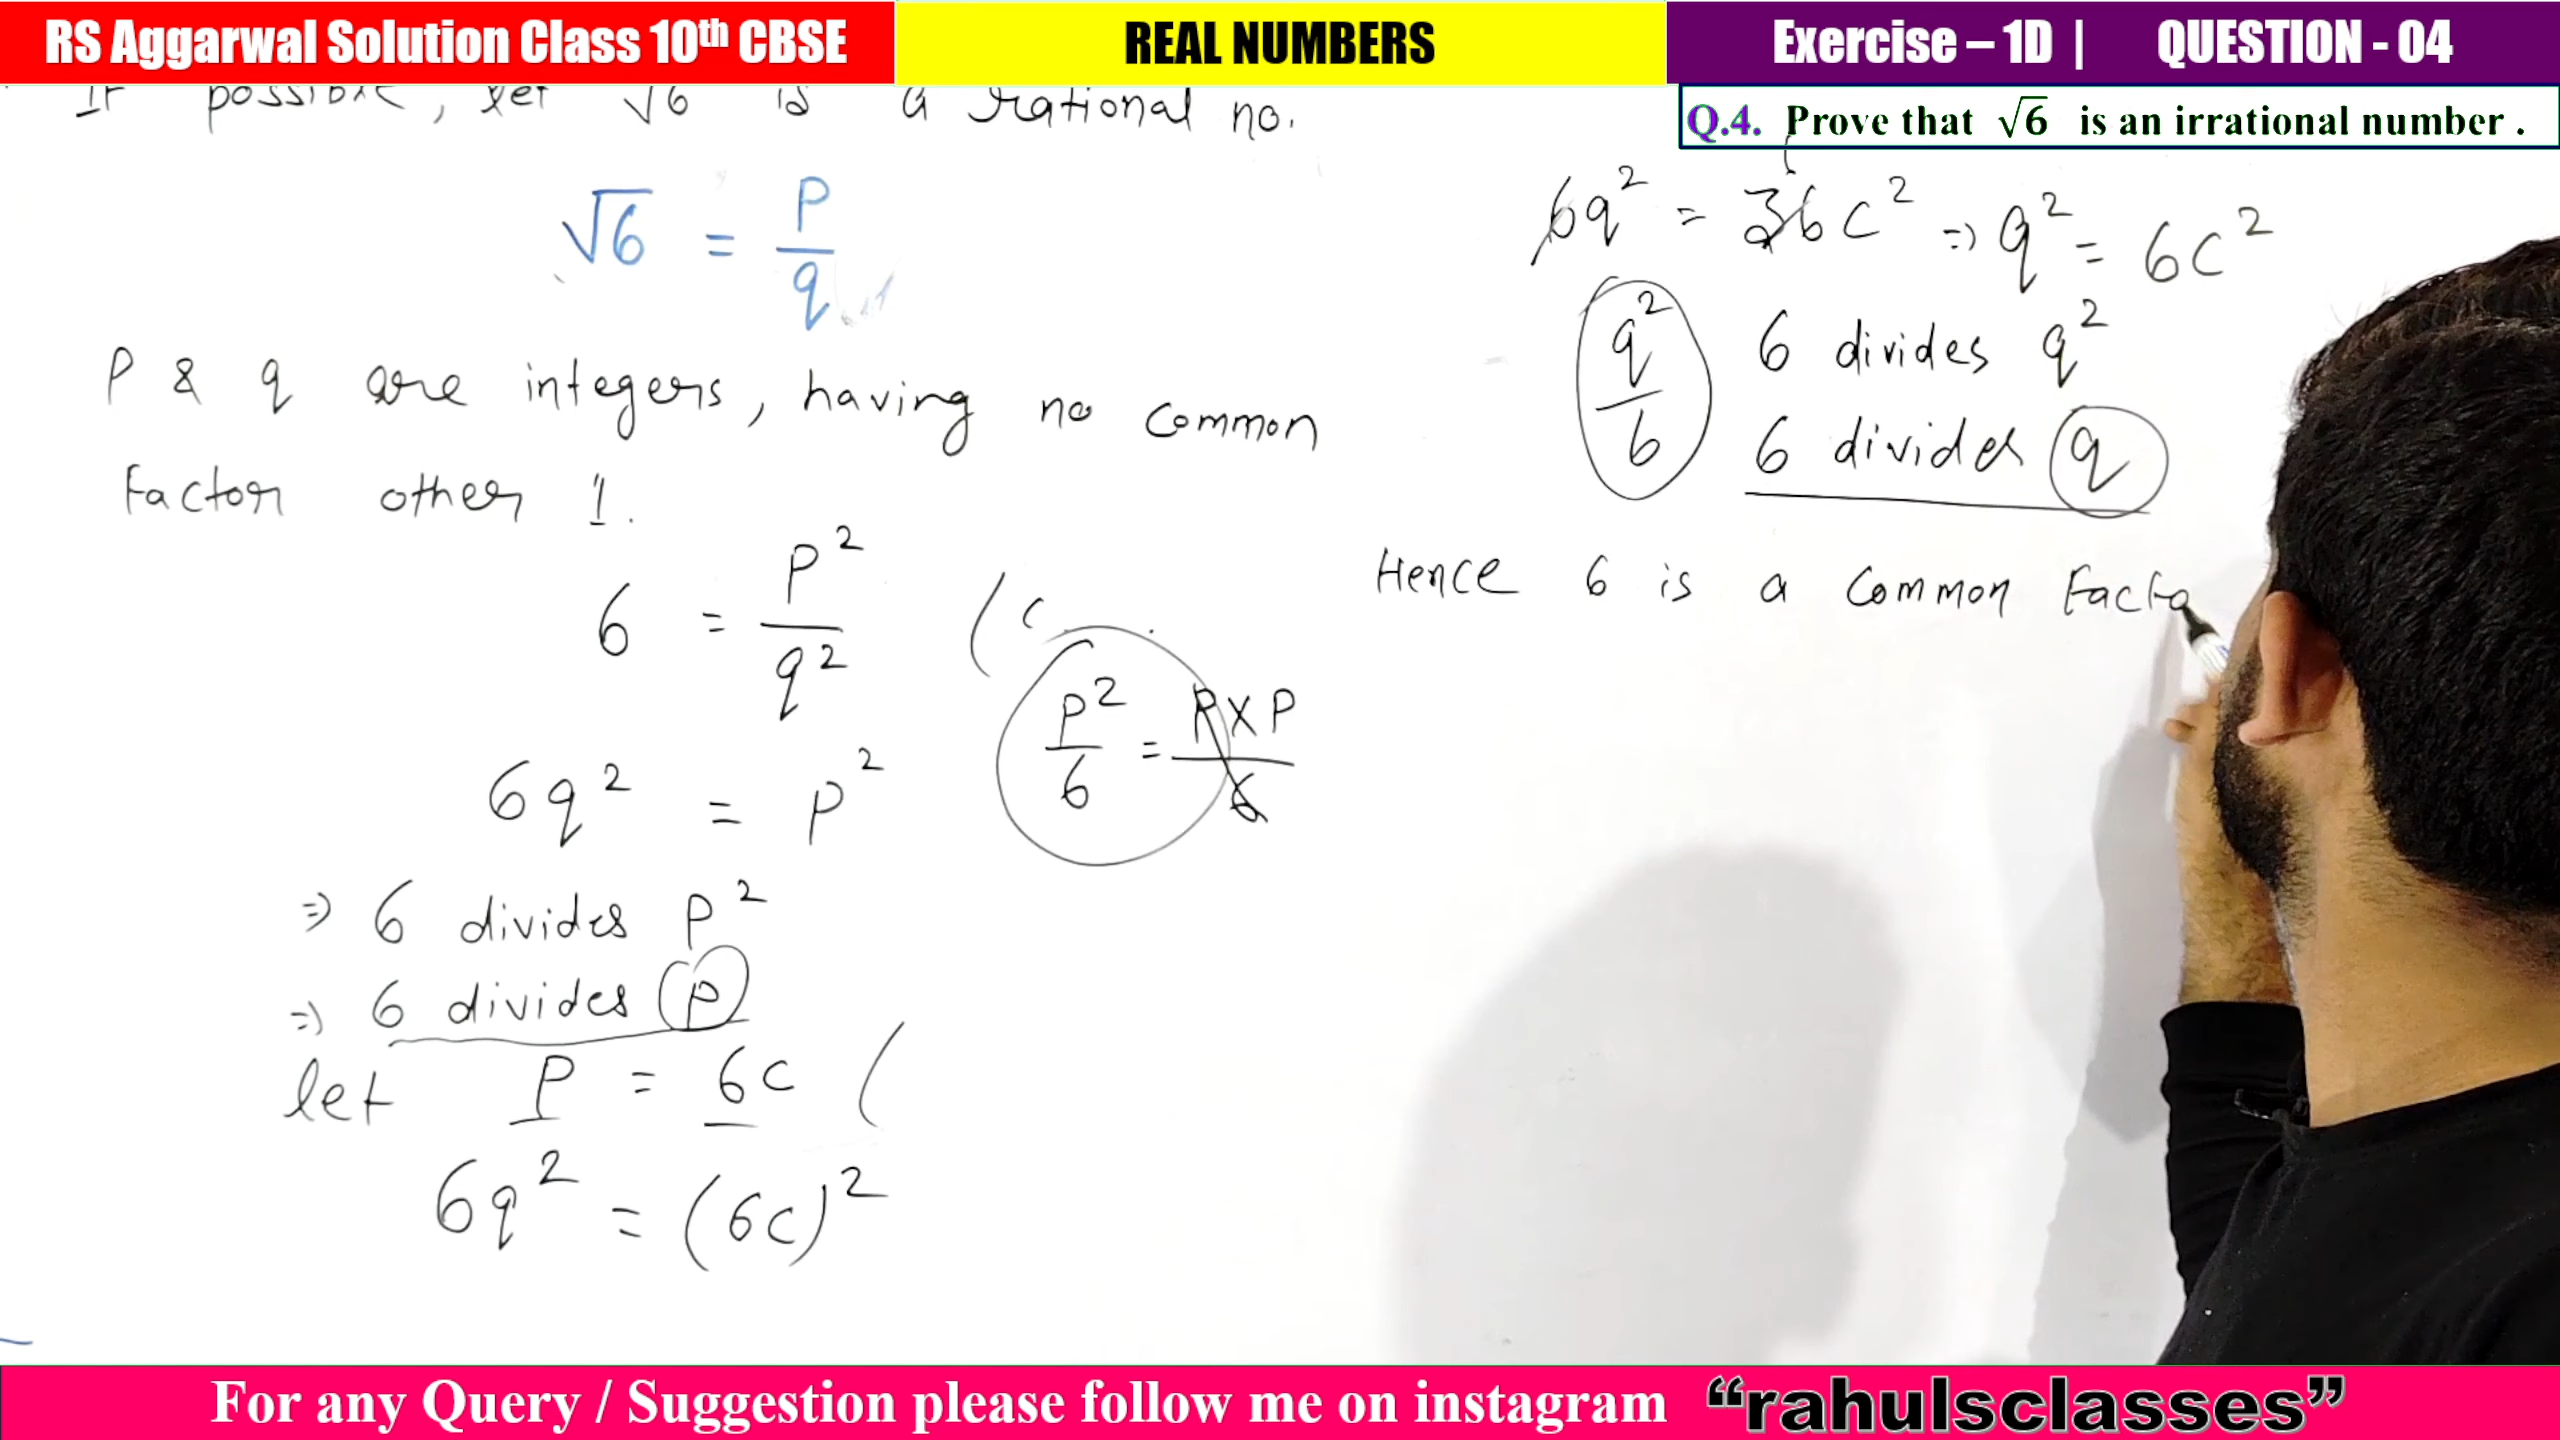 RS Aggarwal Solution Class 10th CBSE
REAL NUMBERS
Exercise – 1D | QUESTION - 04
Q.4. Prove that √6 is an irrational number .
If possible, let √6 is a rational no.
√6 = P/q
P & q are integers, having no common
Factor other 1.
6 = P²/q²
P²/6 = P×P/6
6q² = p²
⇒ 6 divides p²
⇒ 6 divides p
let P = 6c (
6q² = (6c)²
6q² = 36c² ⇒ q² = 6c²
q²/6
6 divides q²
6 divides q
Hence 6 is a common Facto
For any Query / Suggestion please follow me on instagram “rahulsclasses”